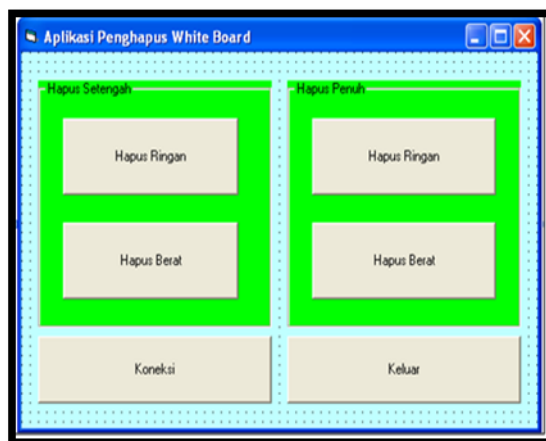 Aplikasi Penghapus White Board
Hapus Setengah
Hapus Penuh
Hapus Ringan
Hapus Ringan
Hapus Berat
Hapus Berat
Koneksi
Keluar